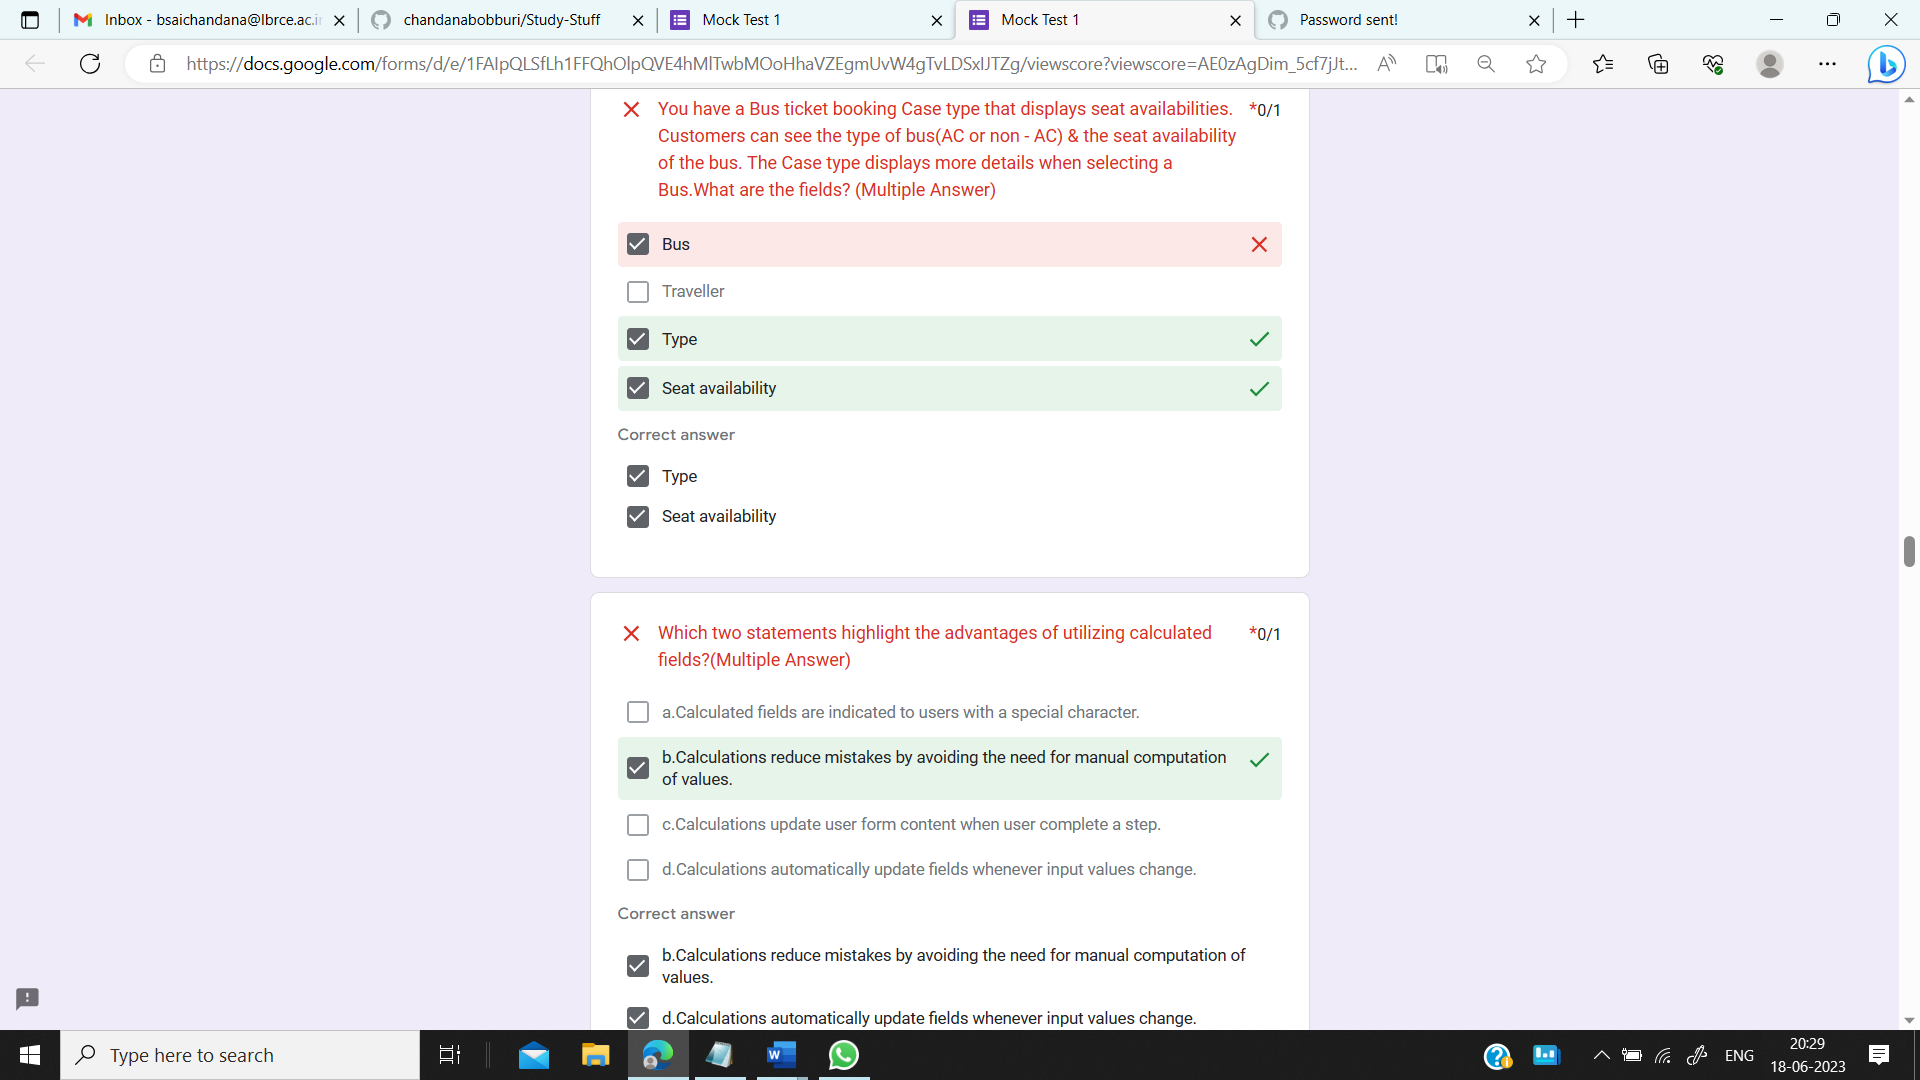 Inbox - bsaichandana@lbrce.ac.i
chandanabobburi/Study-Stuff
Mock Test 1
Mock Test 1
Password sent!
https://docs.google.com/forms/d/e/1FAIpQLSfLh1FFQhOlpQVE4hMlTwbMOoHhaVZEgmUvW4gTvLDSxIJTZg/viewscore?viewscore=AE0zAgDim_5cf7jJt...
You have a Bus ticket booking Case type that displays seat availabilities. *0/1
Customers can see the type of bus(AC or non - AC) & the seat availability
of the bus. The Case type displays more details when selecting a
Bus.What are the fields? (Multiple Answer)
Bus
Traveller
Type
Seat availability
Correct answer
Type
Seat availability
Which two statements highlight the advantages of utilizing calculated *0/1
fields?(Multiple Answer)
a.Calculated fields are indicated to users with a special character.
b.Calculations reduce mistakes by avoiding the need for manual computation
of values.
c.Calculations update user form content when user complete a step.
d.Calculations automatically update fields whenever input values change.
Correct answer
b.Calculations reduce mistakes by avoiding the need for manual computation of
values.
d.Calculations automatically update fields whenever input values change.
Type here to search
ENG
20:29
18-06-2023